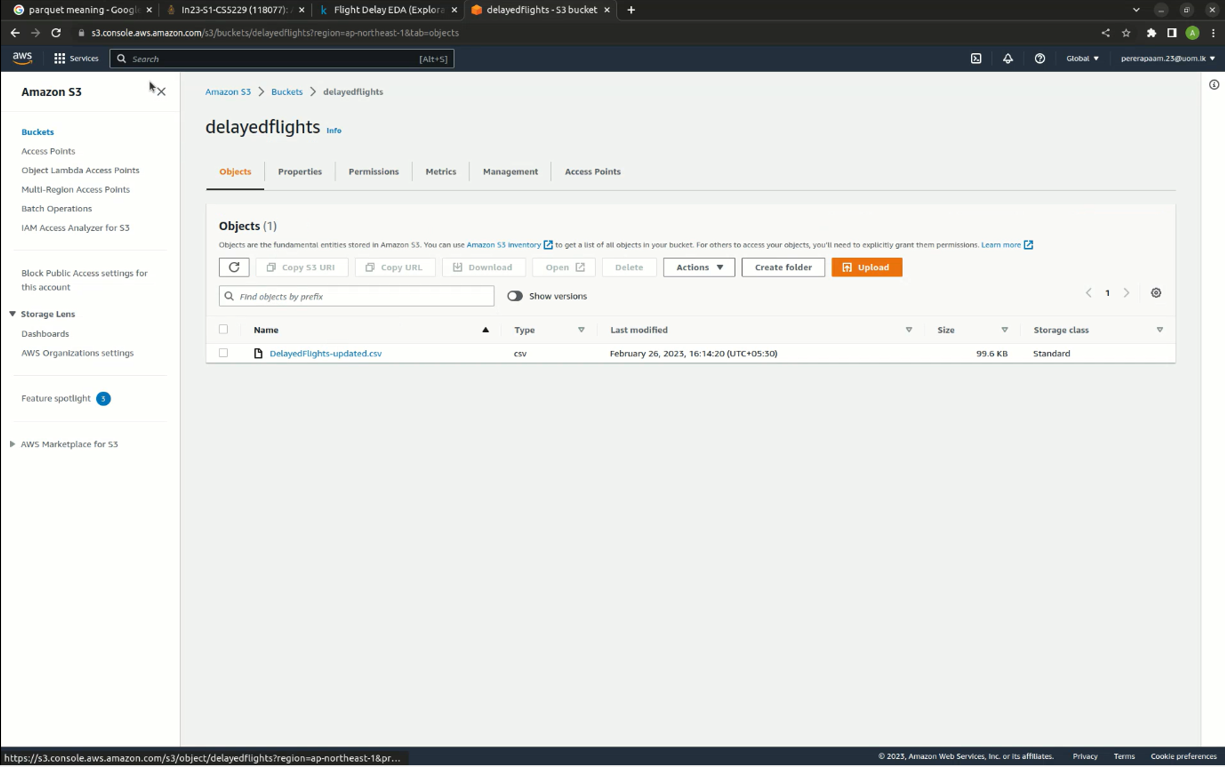 parquet meaning - Googl
In23-S1-CS5229 (118077):
Flight Delay EDA (Explora
delayedflights - S3 bucket
s3.console.aws.amazon.com/s3/buckets/delayedflights?region=ap-northeast-1&tab=objects
aws
Services
Search
[Alt+S]
Global
pererapaam.23@uom.lk
Amazon S3
Buckets
Access Points
Object Lambda Access Points
Multi-Region Access Points
Batch Operations
IAM Access Analyzer for S3
Block Public Access settings for
this account
Storage Lens
Dashboards
AWS Organizations settings
Feature spotlight 3
AWS Marketplace for S3
Amazon S3 > Buckets > delayedflights
delayedflights Info
Objects
Properties
Permissions
Metrics
Management
Access Points
Objects (1)
Objects are the fundamental entities stored in Amazon S3. You can use Amazon S3 inventory to get a list of all objects in your bucket. For others to access your objects, you'll need to explicitly grant them permissions. Learn more
Copy S3 URI
Copy URL
Download
Open
Delete
Actions
Create folder
Upload
Find objects by prefix
Show versions
1
Name Type Last modified Size Storage class
DelayedFlights-updated.csv csv February 26, 2023, 16:14:20 (UTC+05:30) 99.6 KB Standard
https://s3.console.aws.amazon.com/s3/object/delayedflights?region=ap-northeast-1&pr...
© 2023, Amazon Web Services, Inc. or its affiliates. Privacy Terms Cookie preferences